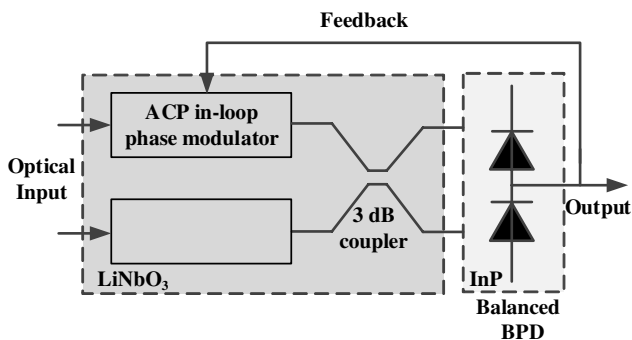 Feedback
ACP in-loop
phase modulator
Optical
Input
3 dB
coupler
LiNbO3
InP
Output
Balanced
BPD